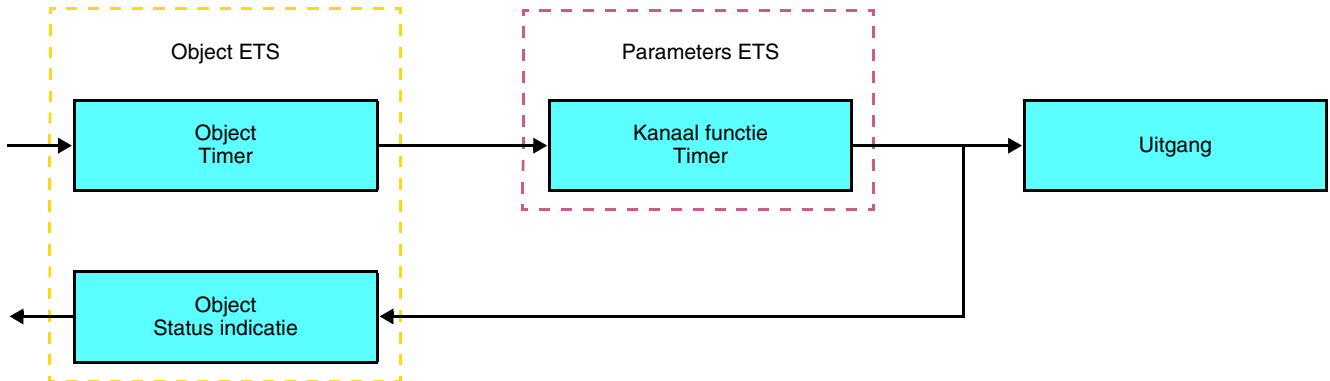 Object ETS
Parameters ETS
Object
Timer
Kanaal functie
Timer
Uitgang
Object
Status indicatie